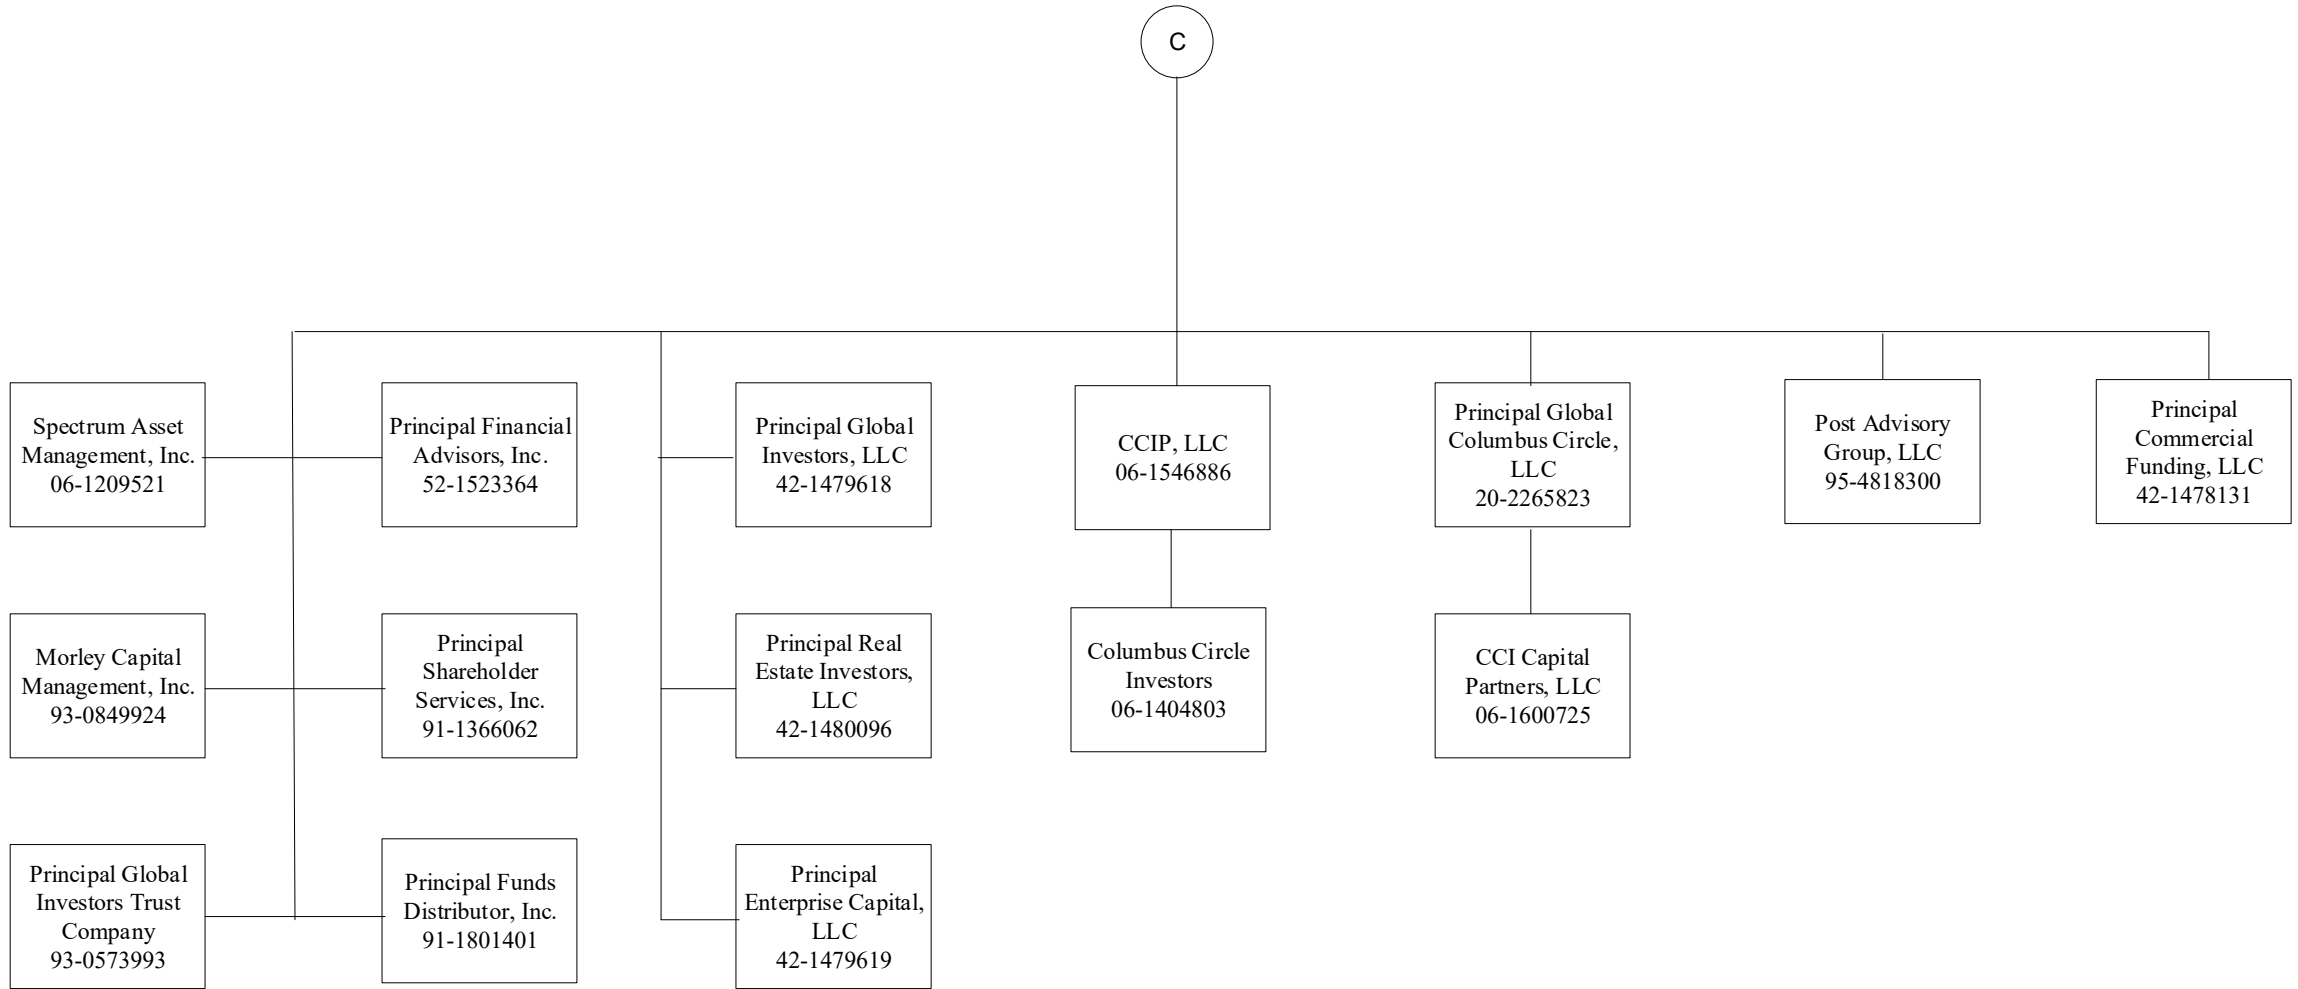 C
Spectrum Asset
Management, Inc.
06-1209521
Principal Financial
Advisors, Inc.
52-1523364
Principal Global
Investors, LLC
42-1479618
CCIP, LLC
06-1546886
Principal Global
Columbus Circle,
LLC
20-2265823
Post Advisory
Group, LLC
95-4818300
Principal
Commercial
Funding, LLC
42-1478131
Morley Capital
Management, Inc.
93-0849924
Principal
Shareholder
Services, Inc.
91-1366062
Principal Real
Estate Investors,
LLC
42-1480096
Columbus Circle
Investors
06-1404803
CCI Capital
Partners, LLC
06-1600725
Principal Global
Investors Trust
Company
93-0573993
Principal Funds
Distributor, Inc.
91-1801401
Principal
Enterprise Capital,
LLC
42-1479619